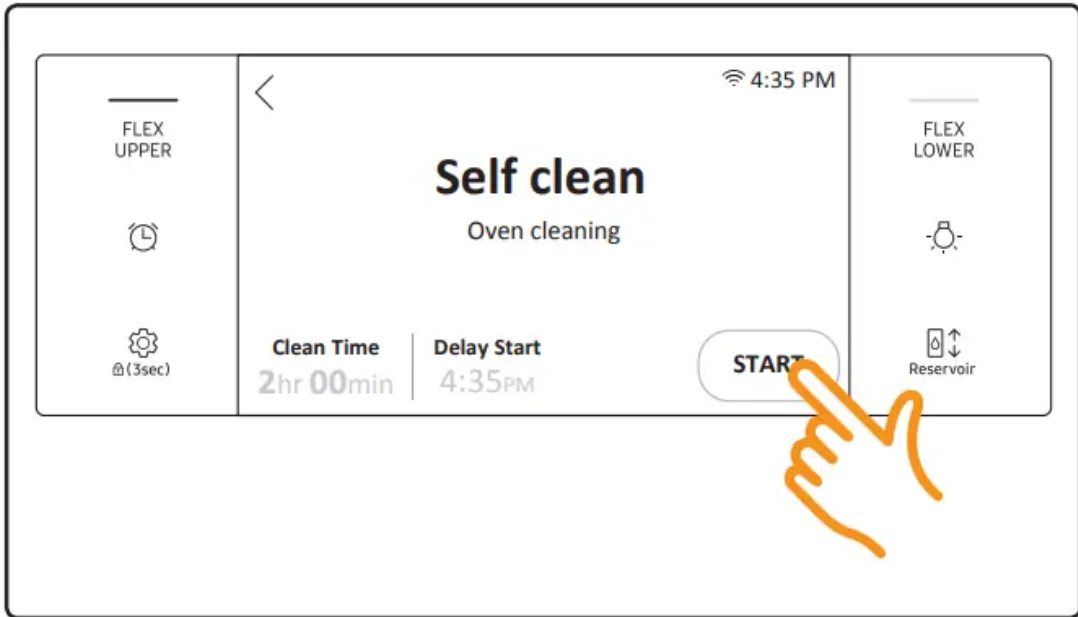 FLEX
UPPER
(3sec)
4:35 PM
Self clean
Oven cleaning
Clean Time
2hr 00min
Delay Start
4:35PM
START
FLEX
LOWER
Reservoir